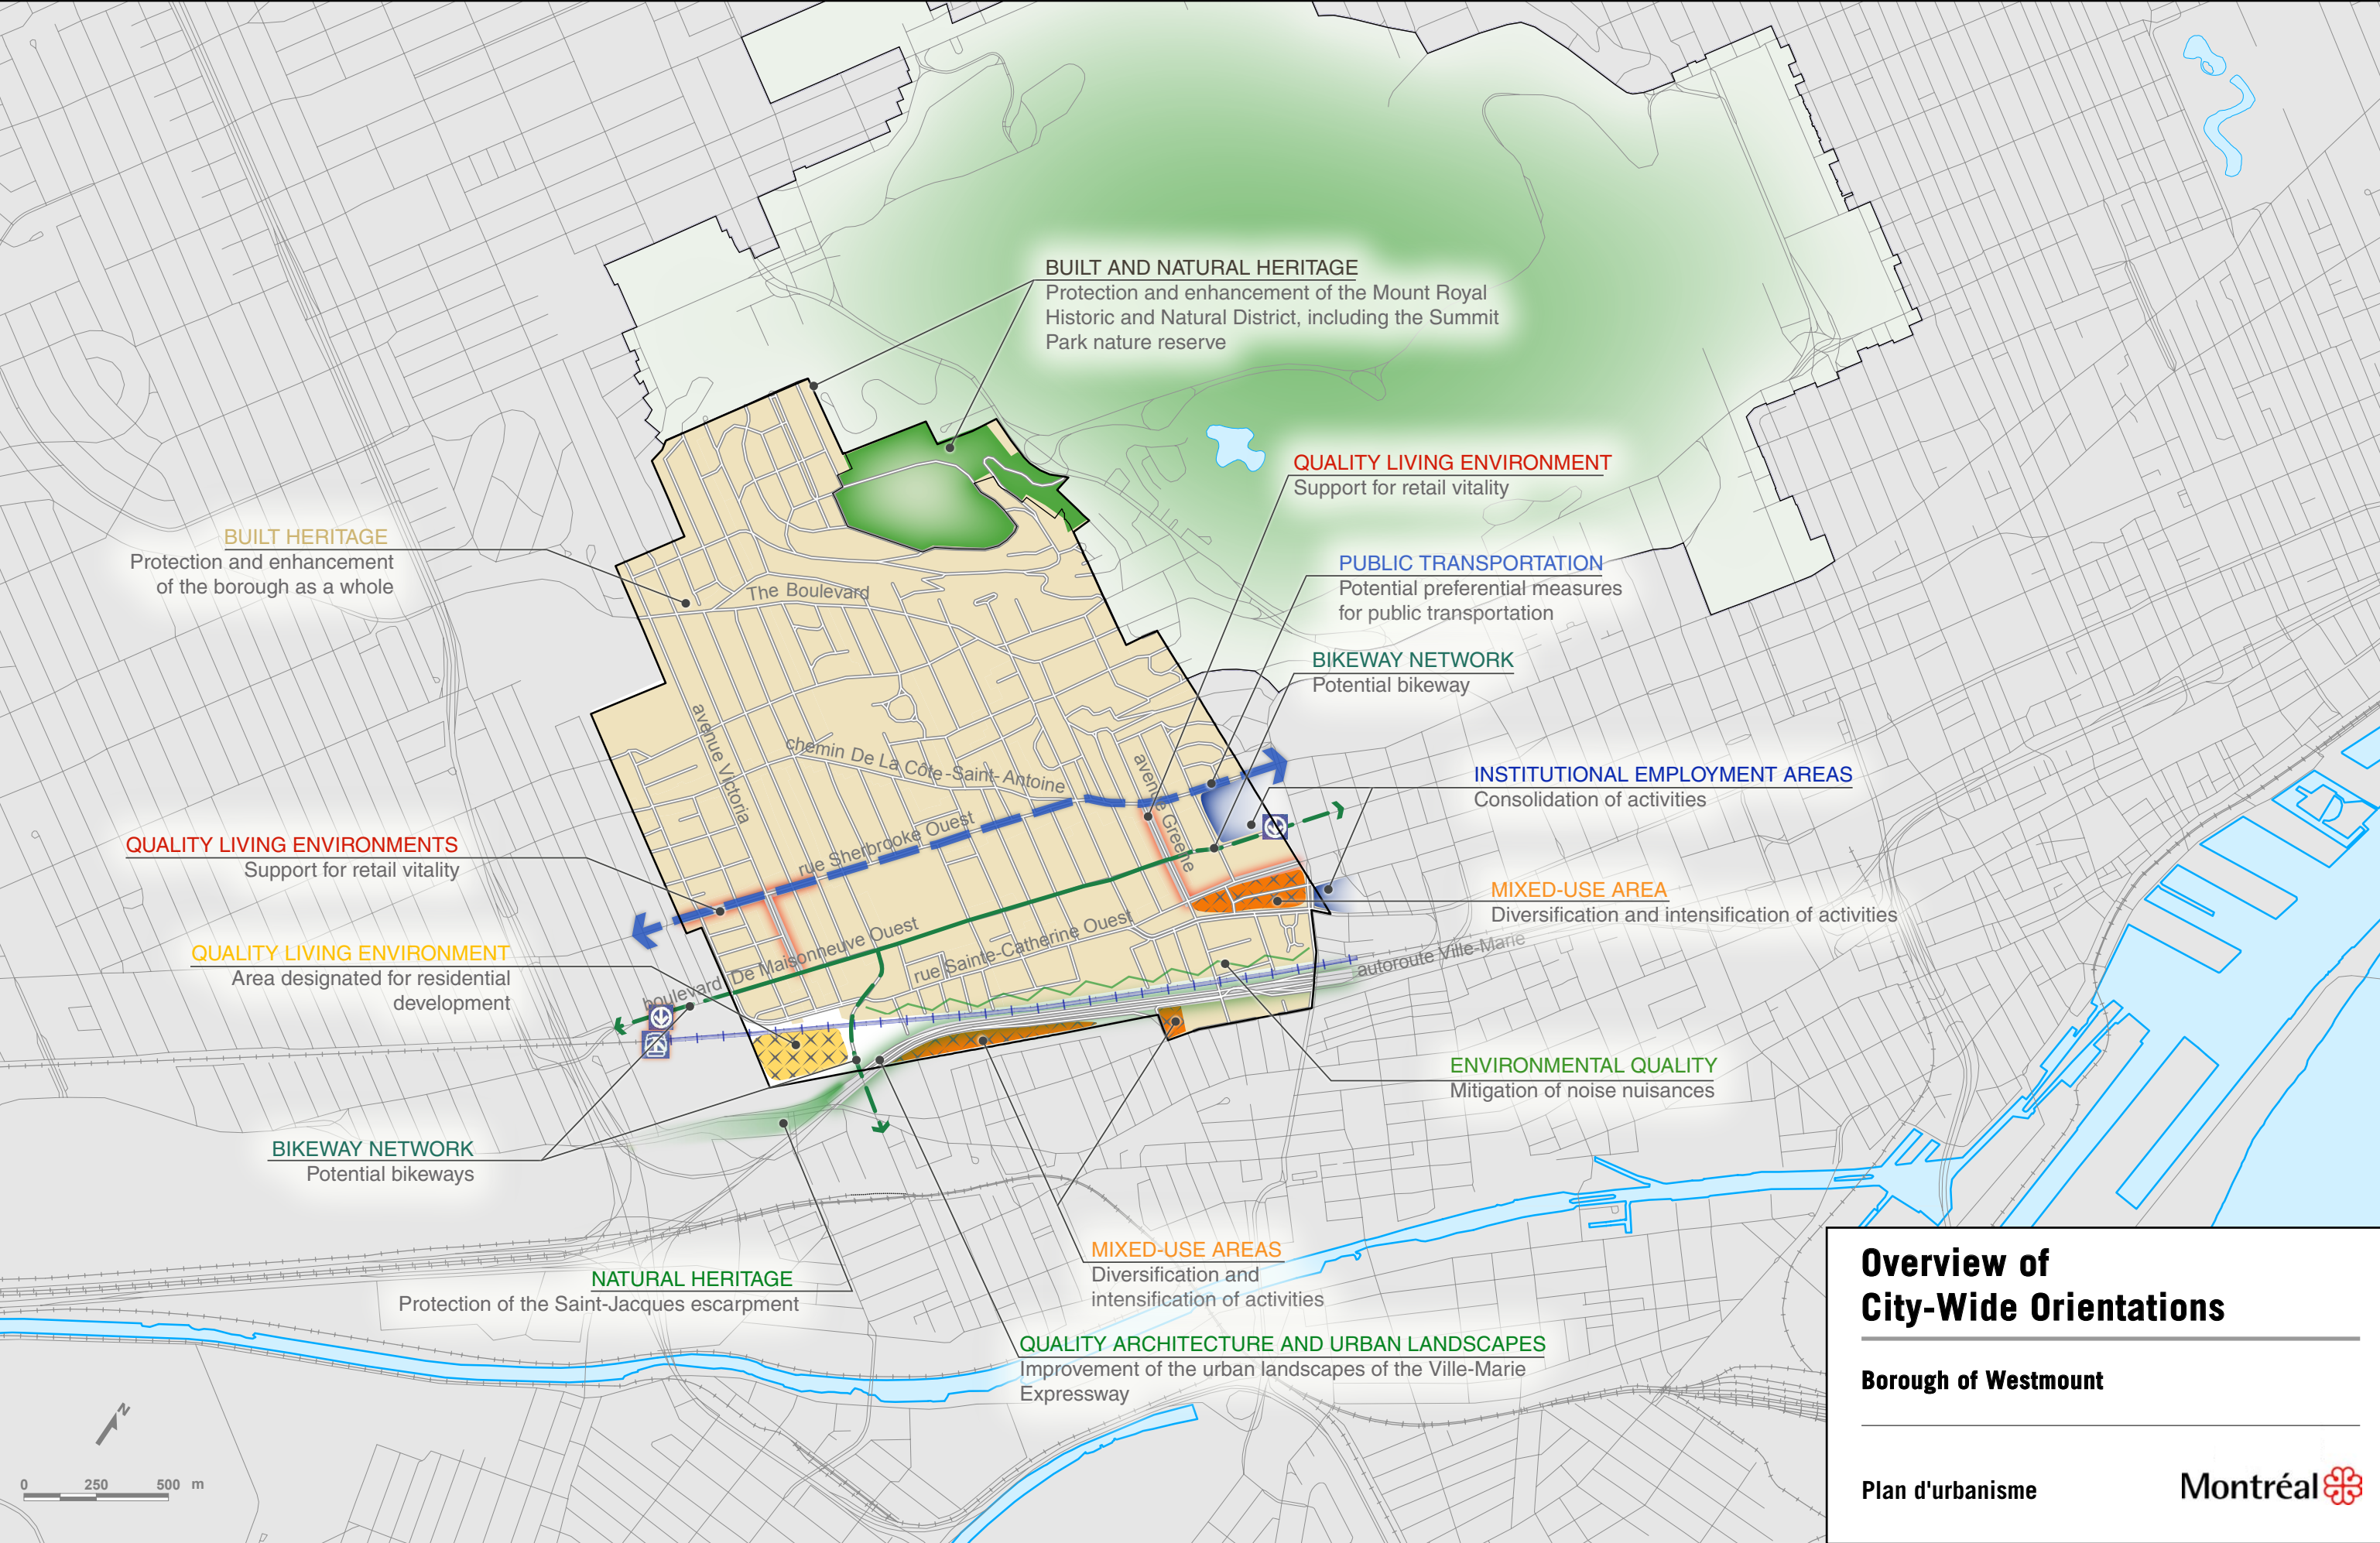 BUILT AND NATURAL HERITAGE
Protection and enhancement of the Mount Royal
Historic and Natural District, including the Summit
Park nature reserve
QUALITY LIVING ENVIRONMENT
Support for retail vitality
BUILT HERITAGE
Protection and enhancement
of the borough as a whole
PUBLIC TRANSPORTATION
Potential preferential measures
for public transportation
The Boulevard
BIKEWAY NETWORK
Potential bikeway
avenue Victoria
chemin De La Côte-Saint-Antoine
avenue Greene
INSTITUTIONAL EMPLOYMENT AREAS
Consolidation of activities
rue Sherbrooke Ouest
QUALITY LIVING ENVIRONMENTS
Support for retail vitality
MIXED-USE AREA
Diversification and intensification of activities
QUALITY LIVING ENVIRONMENT
Area designated for residential
development
boulevard De Maisonneuve Ouest
rue Sainte-Catherine Ouest
autoroute Ville-Marie
ENVIRONMENTAL QUALITY
Mitigation of noise nuisances
BIKEWAY NETWORK
Potential bikeways
MIXED-USE AREAS
Diversification and
intensification of activities
NATURAL HERITAGE
Protection of the Saint-Jacques escarpment
QUALITY ARCHITECTURE AND URBAN LANDSCAPES
Improvement of the urban landscapes of the Ville-Marie
Expressway
N
0 250 500 m
Overview of
City-Wide Orientations
Borough of Westmount
Plan d'urbanisme
Montréal